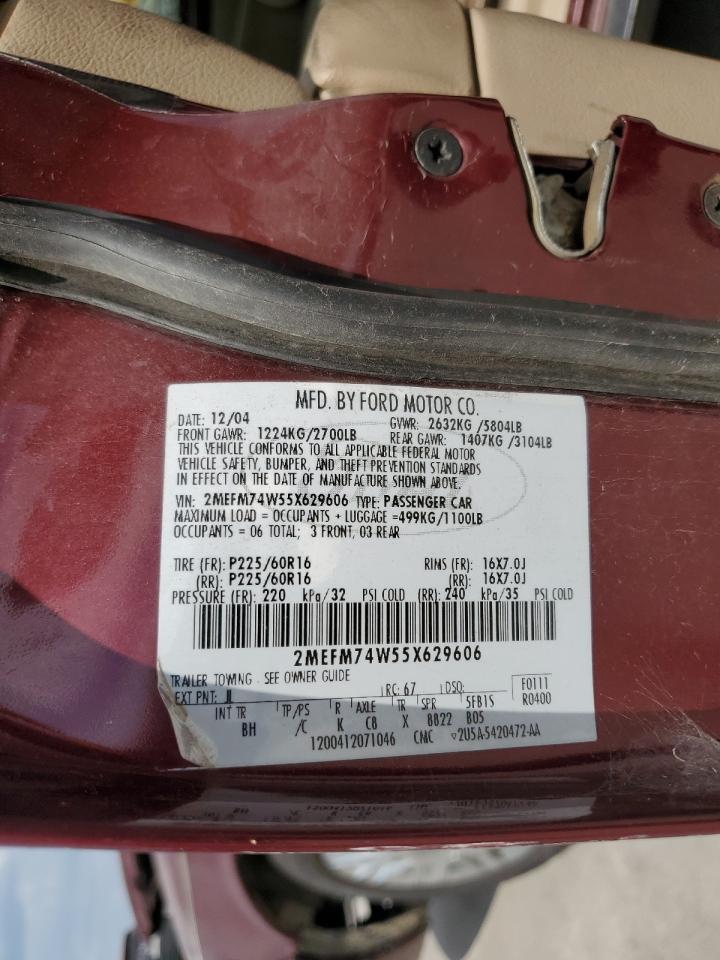 MFD. BY FORD MOTOR CO.
DATE: 12/04 GVWR: 2632KG /5804LB
FRONT GAWR: 1224KG/2700LB REAR GAWR: 1407KG /3104LB
THIS VEHICLE CONFORMS TO ALL APPLICABLE FEDERAL MOTOR
VEHICLE SAFETY, BUMPER, AND THEFT PREVENTION STANDARDS
IN EFFECT ON THE DATE OF MANUFACTURE SHOWN ABOVE.
VIN: 2MEFM74W55X629606 TYPE: PASSENGER CAR
MAXIMUM LOAD = OCCUPANTS + LUGGAGE =499KG/1100LB
OCCUPANTS = 06 TOTAL; 3 FRONT, 03 REAR
TIRE (FR): P225/60R16 RIMS (FR): 16X7.0J
(RR): P225/60R16 (RR): 16X7.0J
PRESSURE (FR): 220 kPa/32 PSI COLD (RR): 240 kPa/35 PSI COLD
2MEFM74W55X629606
TRAILER TOWING - SEE OWNER GUIDE
EXT PNT: JL RC: 67 DSO: F0111
INT TR TP/PS R AXLE TR SPR 5FB1S R0400
BH /C K C8 X BB22 B05
1200412071046 CMC ▽2U5A-5420472-AA